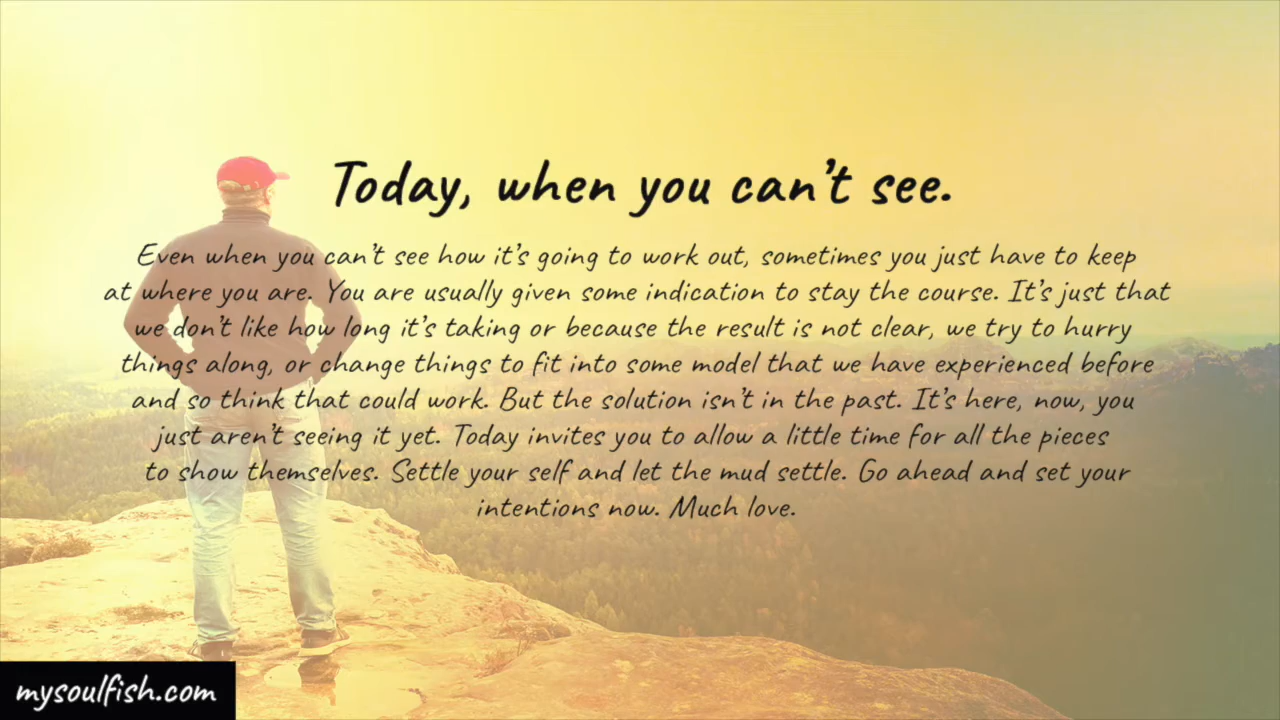 Today, when you can't see.
Even when you can't see how it's going to work out, sometimes you just have to keep
at where you are. You are usually given some indication to stay the course. It's just that
we don't like how long it's taking or because the result is not clear, we try to hurry
things along, or change things to fit into some model that we have experienced before
and so think that could work. But the solution isn't in the past. It's here, now, you
just aren't seeing it yet. Today invites you to allow a little time for all the pieces
to show themselves. Settle your self and let the mud settle. Go ahead and set your
intentions now. Much love.
mysoulfish.com